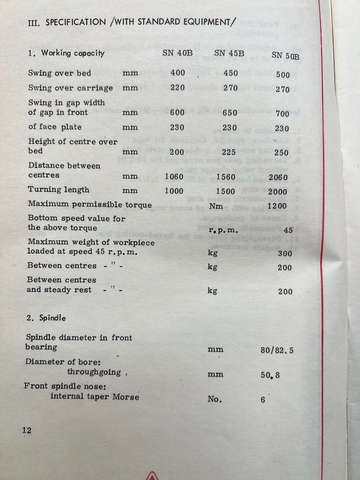 III. SPECIFICATION /WITH STANDARD EQUIPMENT/
1. Working capacity SN 40B SN 45B SN 50B
Swing over bed mm 400 450 500
Swing over carriage mm 220 270 270
Swing in gap width
of gap in front mm 600 650 700
of face plate mm 230 230 230
Height of centre over
bed mm 200 225 250
Distance between
centres mm 1060 1560 2060
Turning length mm 1000 1500 2000
Maximum permissible torque Nm 1200
Bottom speed value for
the above torque r.p.m. 45
Maximum weight of workpiece
loaded at speed 45 r.p.m. kg 300
Between centres - " - kg 200
Between centres
and steady rest - " - kg 200
2. Spindle
Spindle diameter in front
bearing mm 80/82.5
Diameter of bore:
throughgoing mm 50.8
Front spindle nose:
internal taper Morse No. 6
12